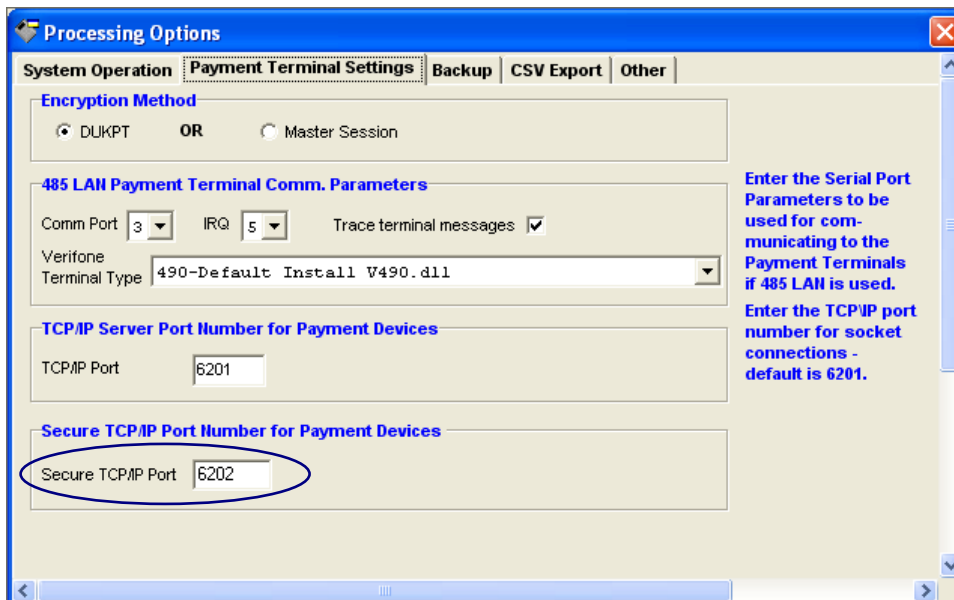 Processing Options
System Operation Payment Terminal Settings Backup CSV Export Other
Encryption Method
DUKPT OR Master Session
485 LAN Payment Terminal Comm. Parameters
Comm Port 3 IRQ 5 Trace terminal messages
Verifone
Terminal Type 490-Default Install V490.dll
TCP/IP Server Port Number for Payment Devices
TCP/IP Port 6201
Secure TCP/IP Port Number for Payment Devices
Secure TCP/IP Port 6202
Enter the Serial Port
Parameters to be
used for com-
municating to the
Payment Terminals
if 485 LAN is used.
Enter the TCP\IP port
number for socket
connections -
default is 6201.